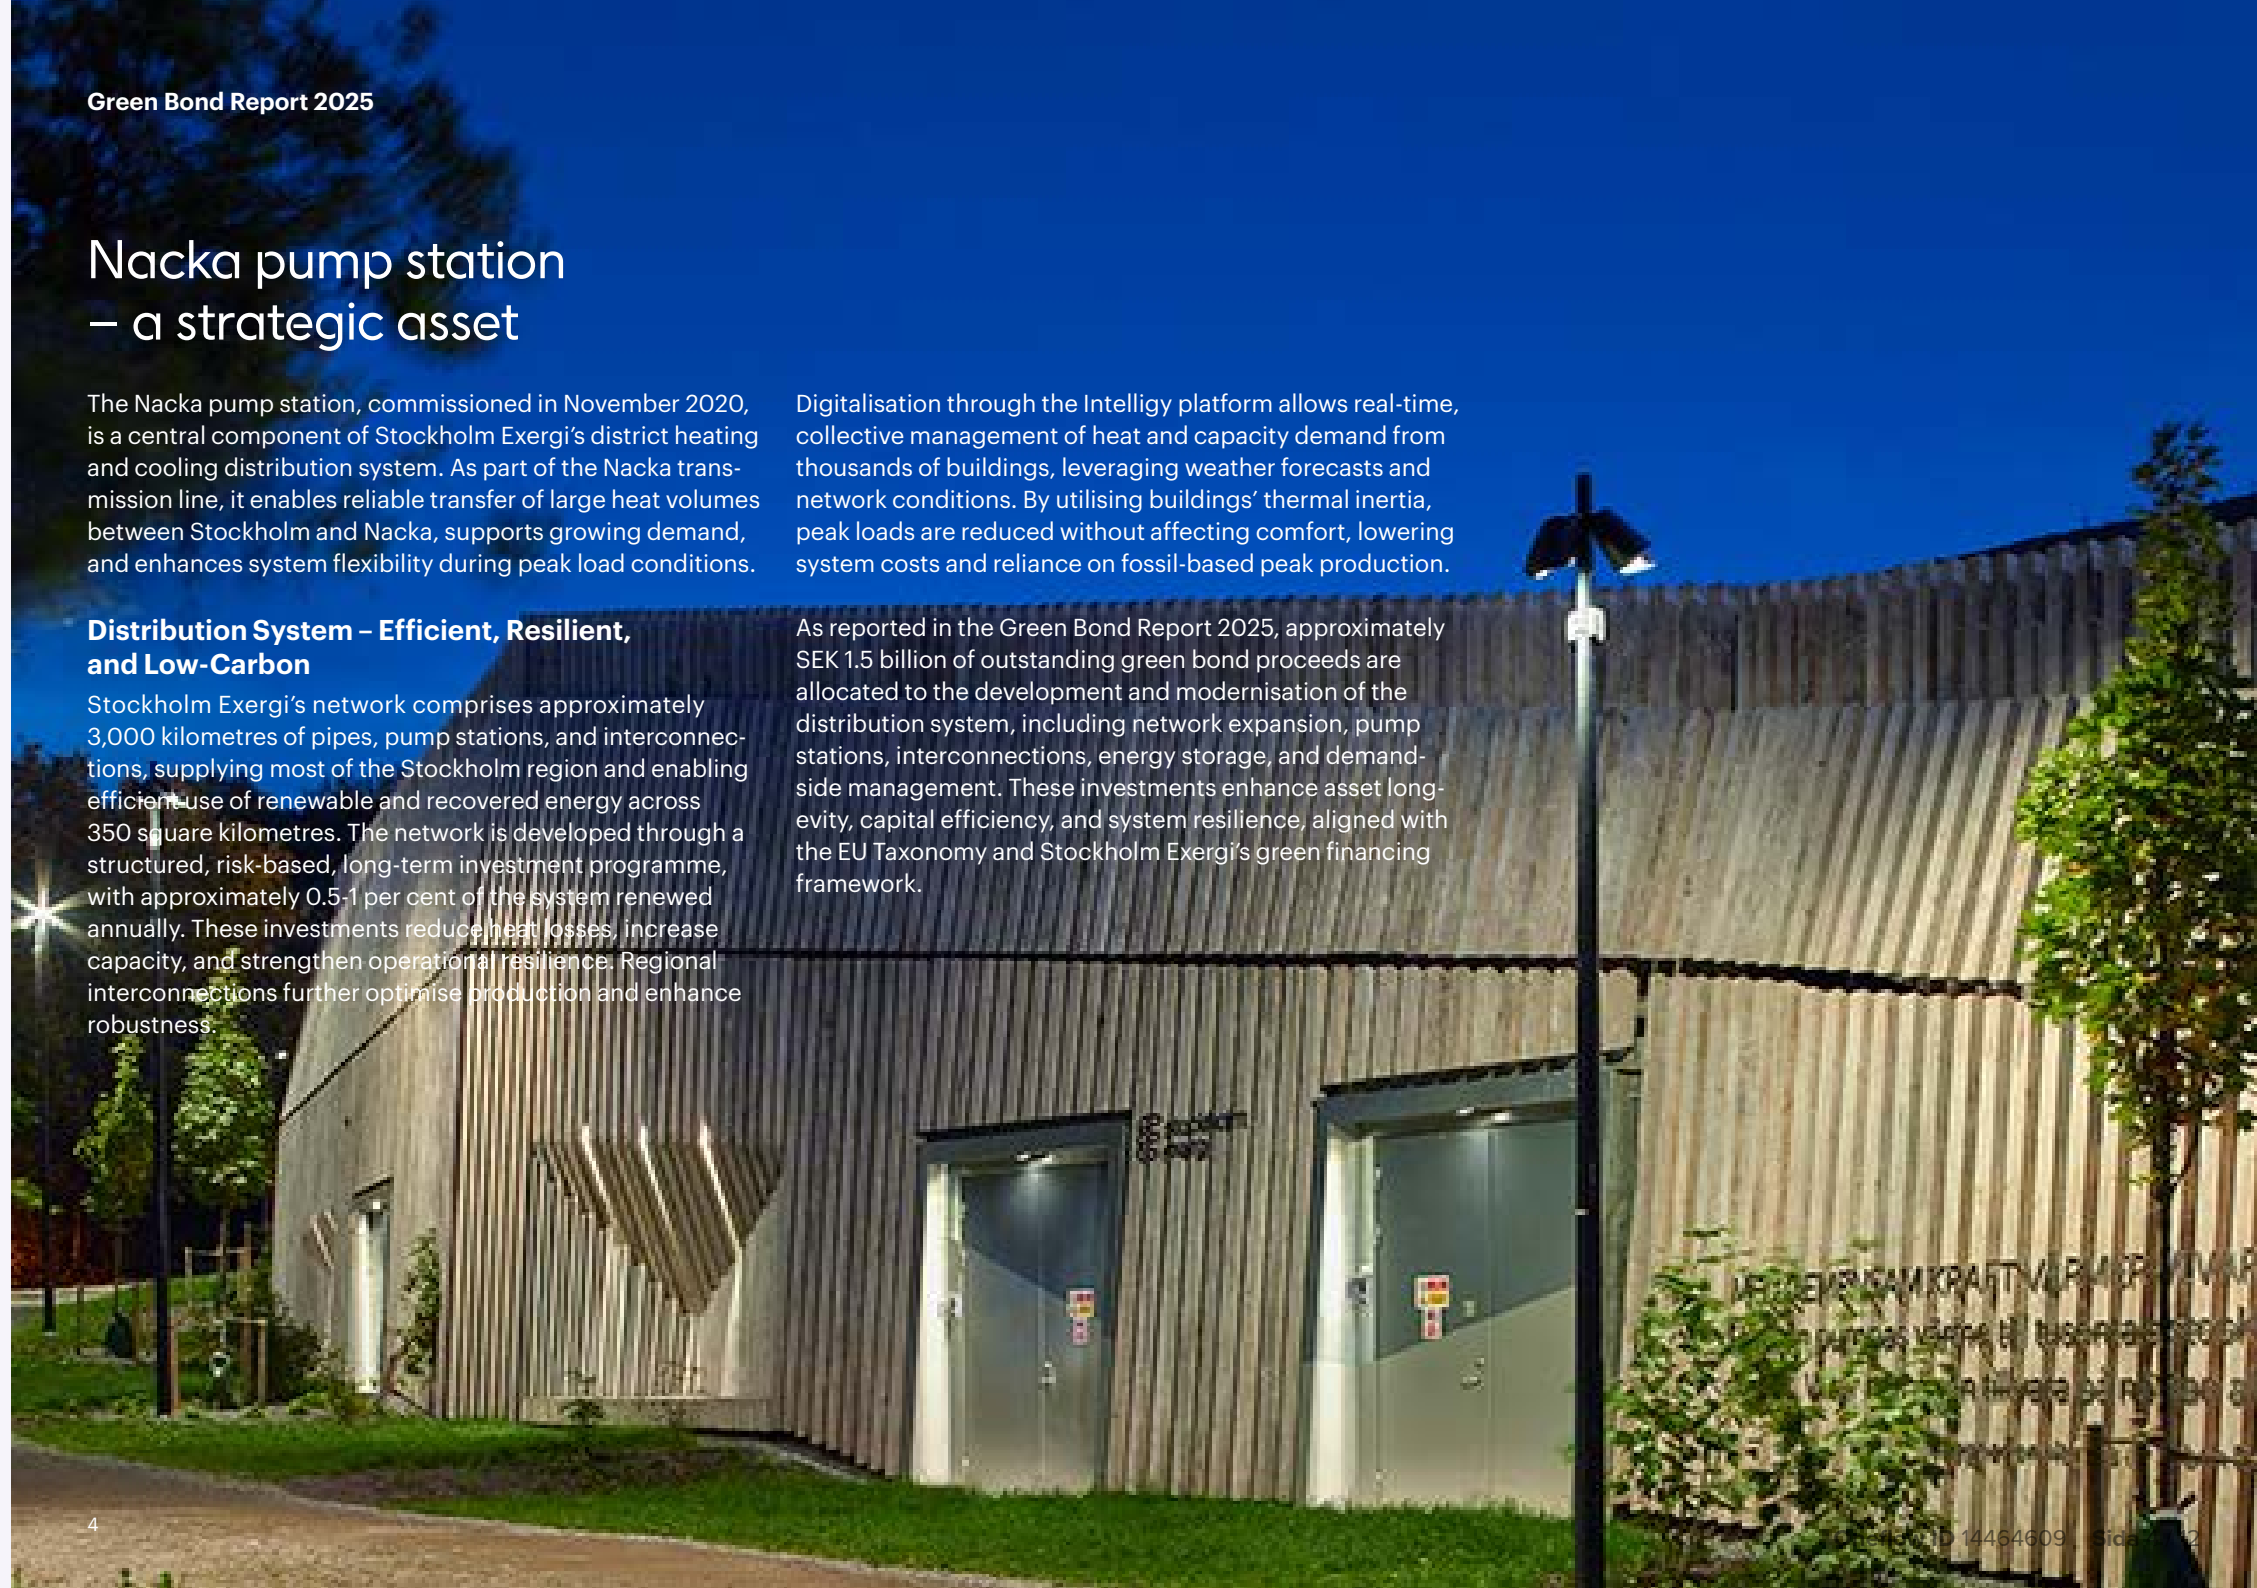 Green Bond Report 2025
Nacka pump station
– a strategic asset
The Nacka pump station, commissioned in November 2020,
is a central component of Stockholm Exergi’s district heating
and cooling distribution system. As part of the Nacka trans-
mission line, it enables reliable transfer of large heat volumes
between Stockholm and Nacka, supports growing demand,
and enhances system flexibility during peak load conditions.
Distribution System – Efficient, Resilient,
and Low-Carbon
Stockholm Exergi’s network comprises approximately
3,000 kilometres of pipes, pump stations, and interconnec-
tions, supplying most of the Stockholm region and enabling
efficient use of renewable and recovered energy across
350 square kilometres. The network is developed through a
structured, risk-based, long-term investment programme,
with approximately 0.5-1 per cent of the system renewed
annually. These investments reduce heat losses, increase
capacity, and strengthen operational resilience. Regional
interconnections further optimise production and enhance
robustness.
Digitalisation through the Intelligy platform allows real-time,
collective management of heat and capacity demand from
thousands of buildings, leveraging weather forecasts and
network conditions. By utilising buildings’ thermal inertia,
peak loads are reduced without affecting comfort, lowering
system costs and reliance on fossil-based peak production.
As reported in the Green Bond Report 2025, approximately
SEK 1.5 billion of outstanding green bond proceeds are
allocated to the development and modernisation of the
distribution system, including network expansion, pump
stations, interconnections, energy storage, and demand-
side management. These investments enhance asset long-
evity, capital efficiency, and system resilience, aligned with
the EU Taxonomy and Stockholm Exergi’s green financing
framework.
4
ID 14464609